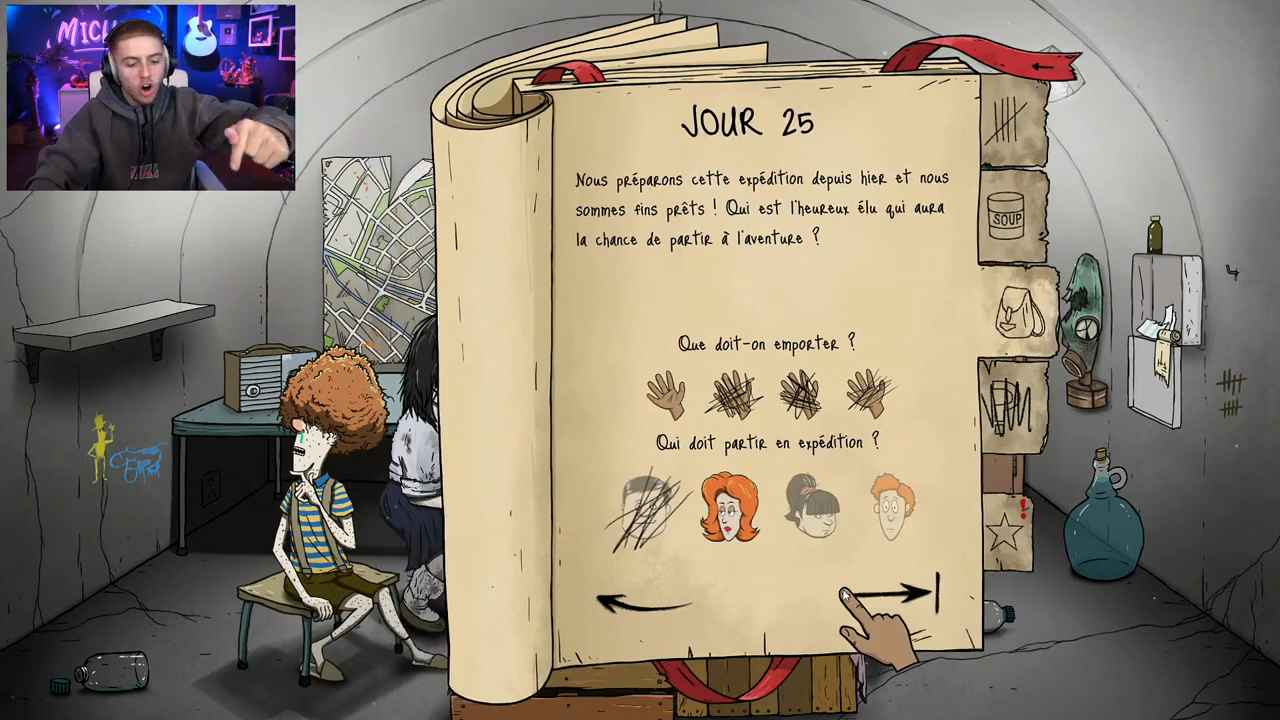 MICH
JOUR 25
Nous préparons cette expédition depuis hier et nous
sommes fins prêts ! Qui est l'heureux élu qui aura
la chance de partir à l'aventure ?
SOUP
Que doit-on emporter ?
Qui doit partir en expédition ?
!